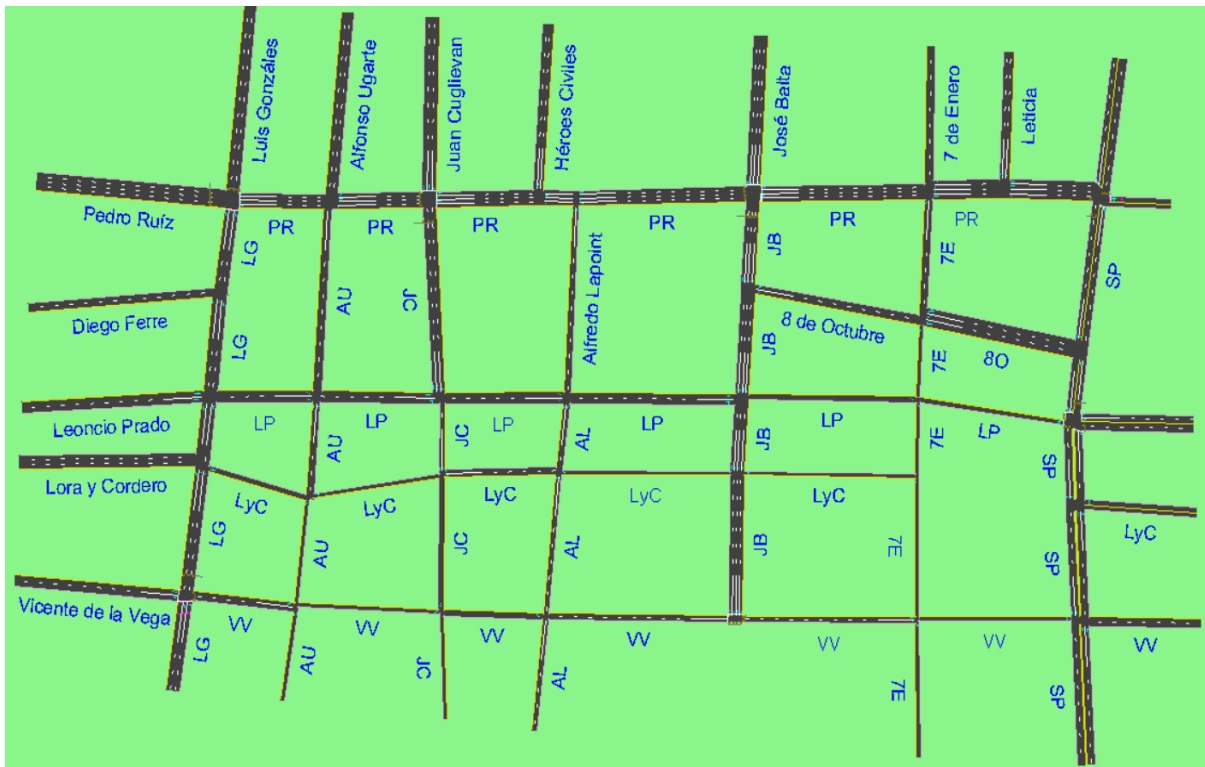 Luis Gonzáles
Alfonso Ugarte
Juan Cuglievan
Héroes Civiles
José Balta
7 de Enero
Leticia
Pedro Ruíz
PR
PR
PR
PR
PR
PR
LG
AU
JC
Alfredo Lapoint
JB
7E
SP
Diego Ferre
LG
JB
8 de Octubre
7E
8O
Leoncio Prado
LP
LP
LP
LP
LP
LP
AU
JC
AL
JB
7E
SP
Lora y Cordero
LyC
LyC
LyC
LyC
LyC
LyC
LG
AU
JC
AL
JB
7E
SP
Vicente de la Vega
VV
VV
VV
VV
VV
VV
VV
LG
AU
JC
AL
7E
SP